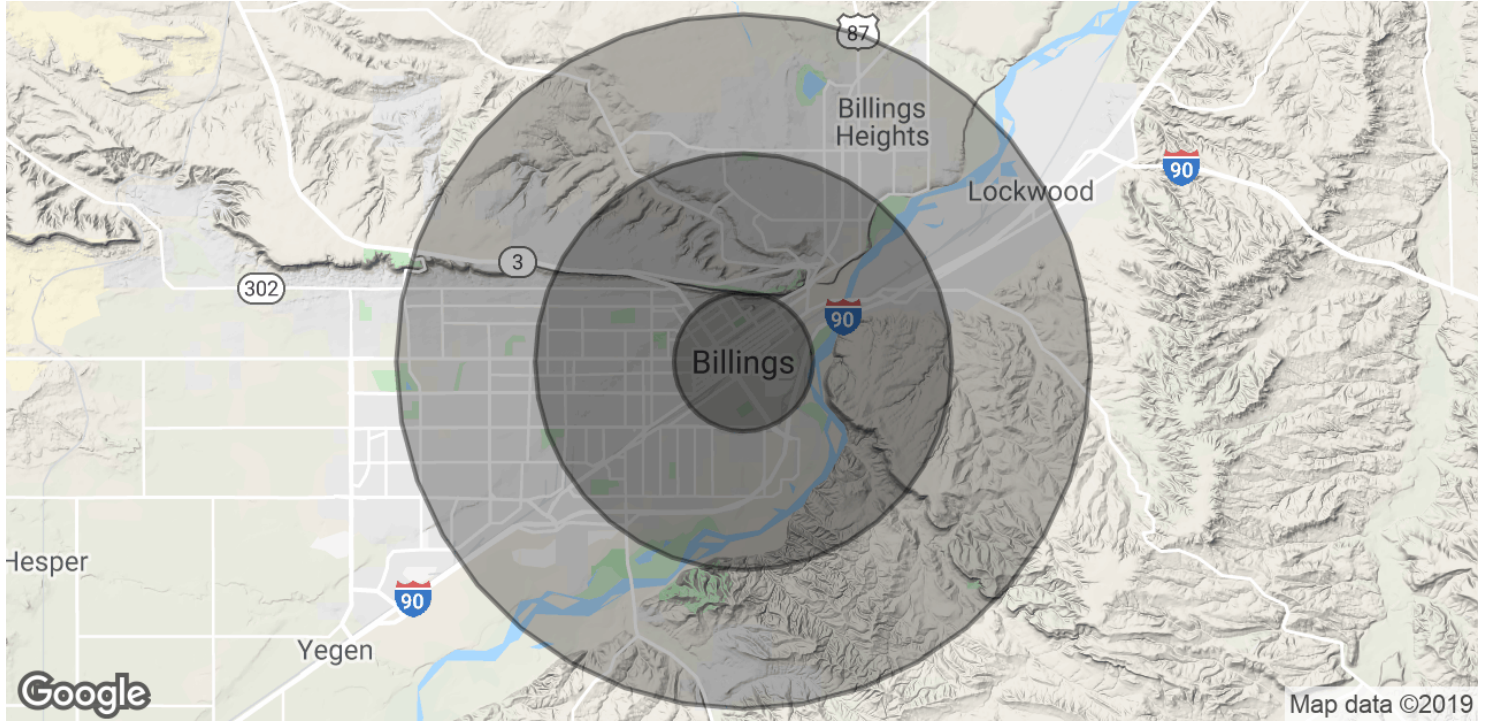 87
Billings
Heights
90
Lockwood
3
302
90
Billings
Hesper
90
Yegen
Google
Map data ©2019